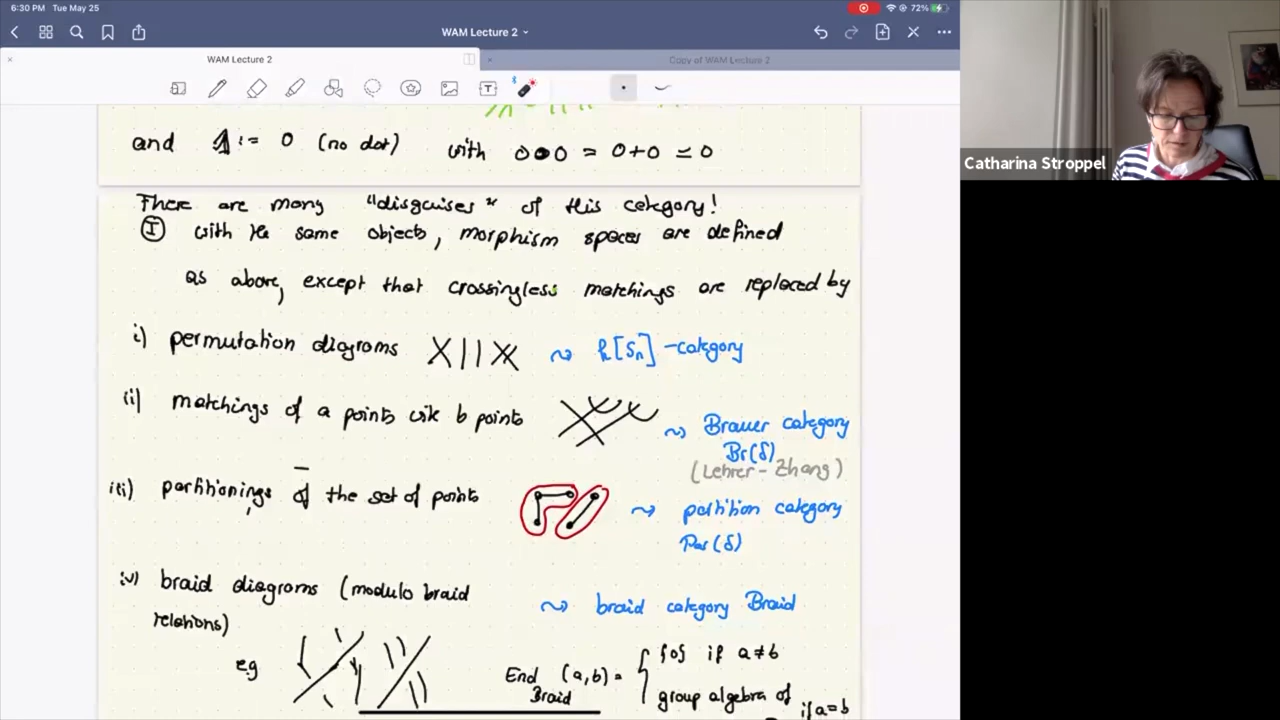 6:30 PM Tue May 25
72%
WAM Lecture 2
WAM Lecture 2
Copy of WAM Lecture 2
Catharina Stroppel
and 1 := 0 (no dot) with 0●0 = 0+0 = 0
There are many "disguises" of this category!
I with the same objects, morphism spaces are defined
as above, except that crossingless matchings are replaced by
i) permutation diagrams ⇝ k[Sn]-category
ii) matchings of a points with b points ⇝ Brauer category
Br(δ)
(Lehrer-Zhang)
iii) partitionings of the set of points ⇝ partition category
Par(δ)
iv) braid diagrams (modulo braid ⇝ braid category Braid
relations)
e.g
End (a,b) = { {0} if a≠b
Braid
group algebra of
if a=b